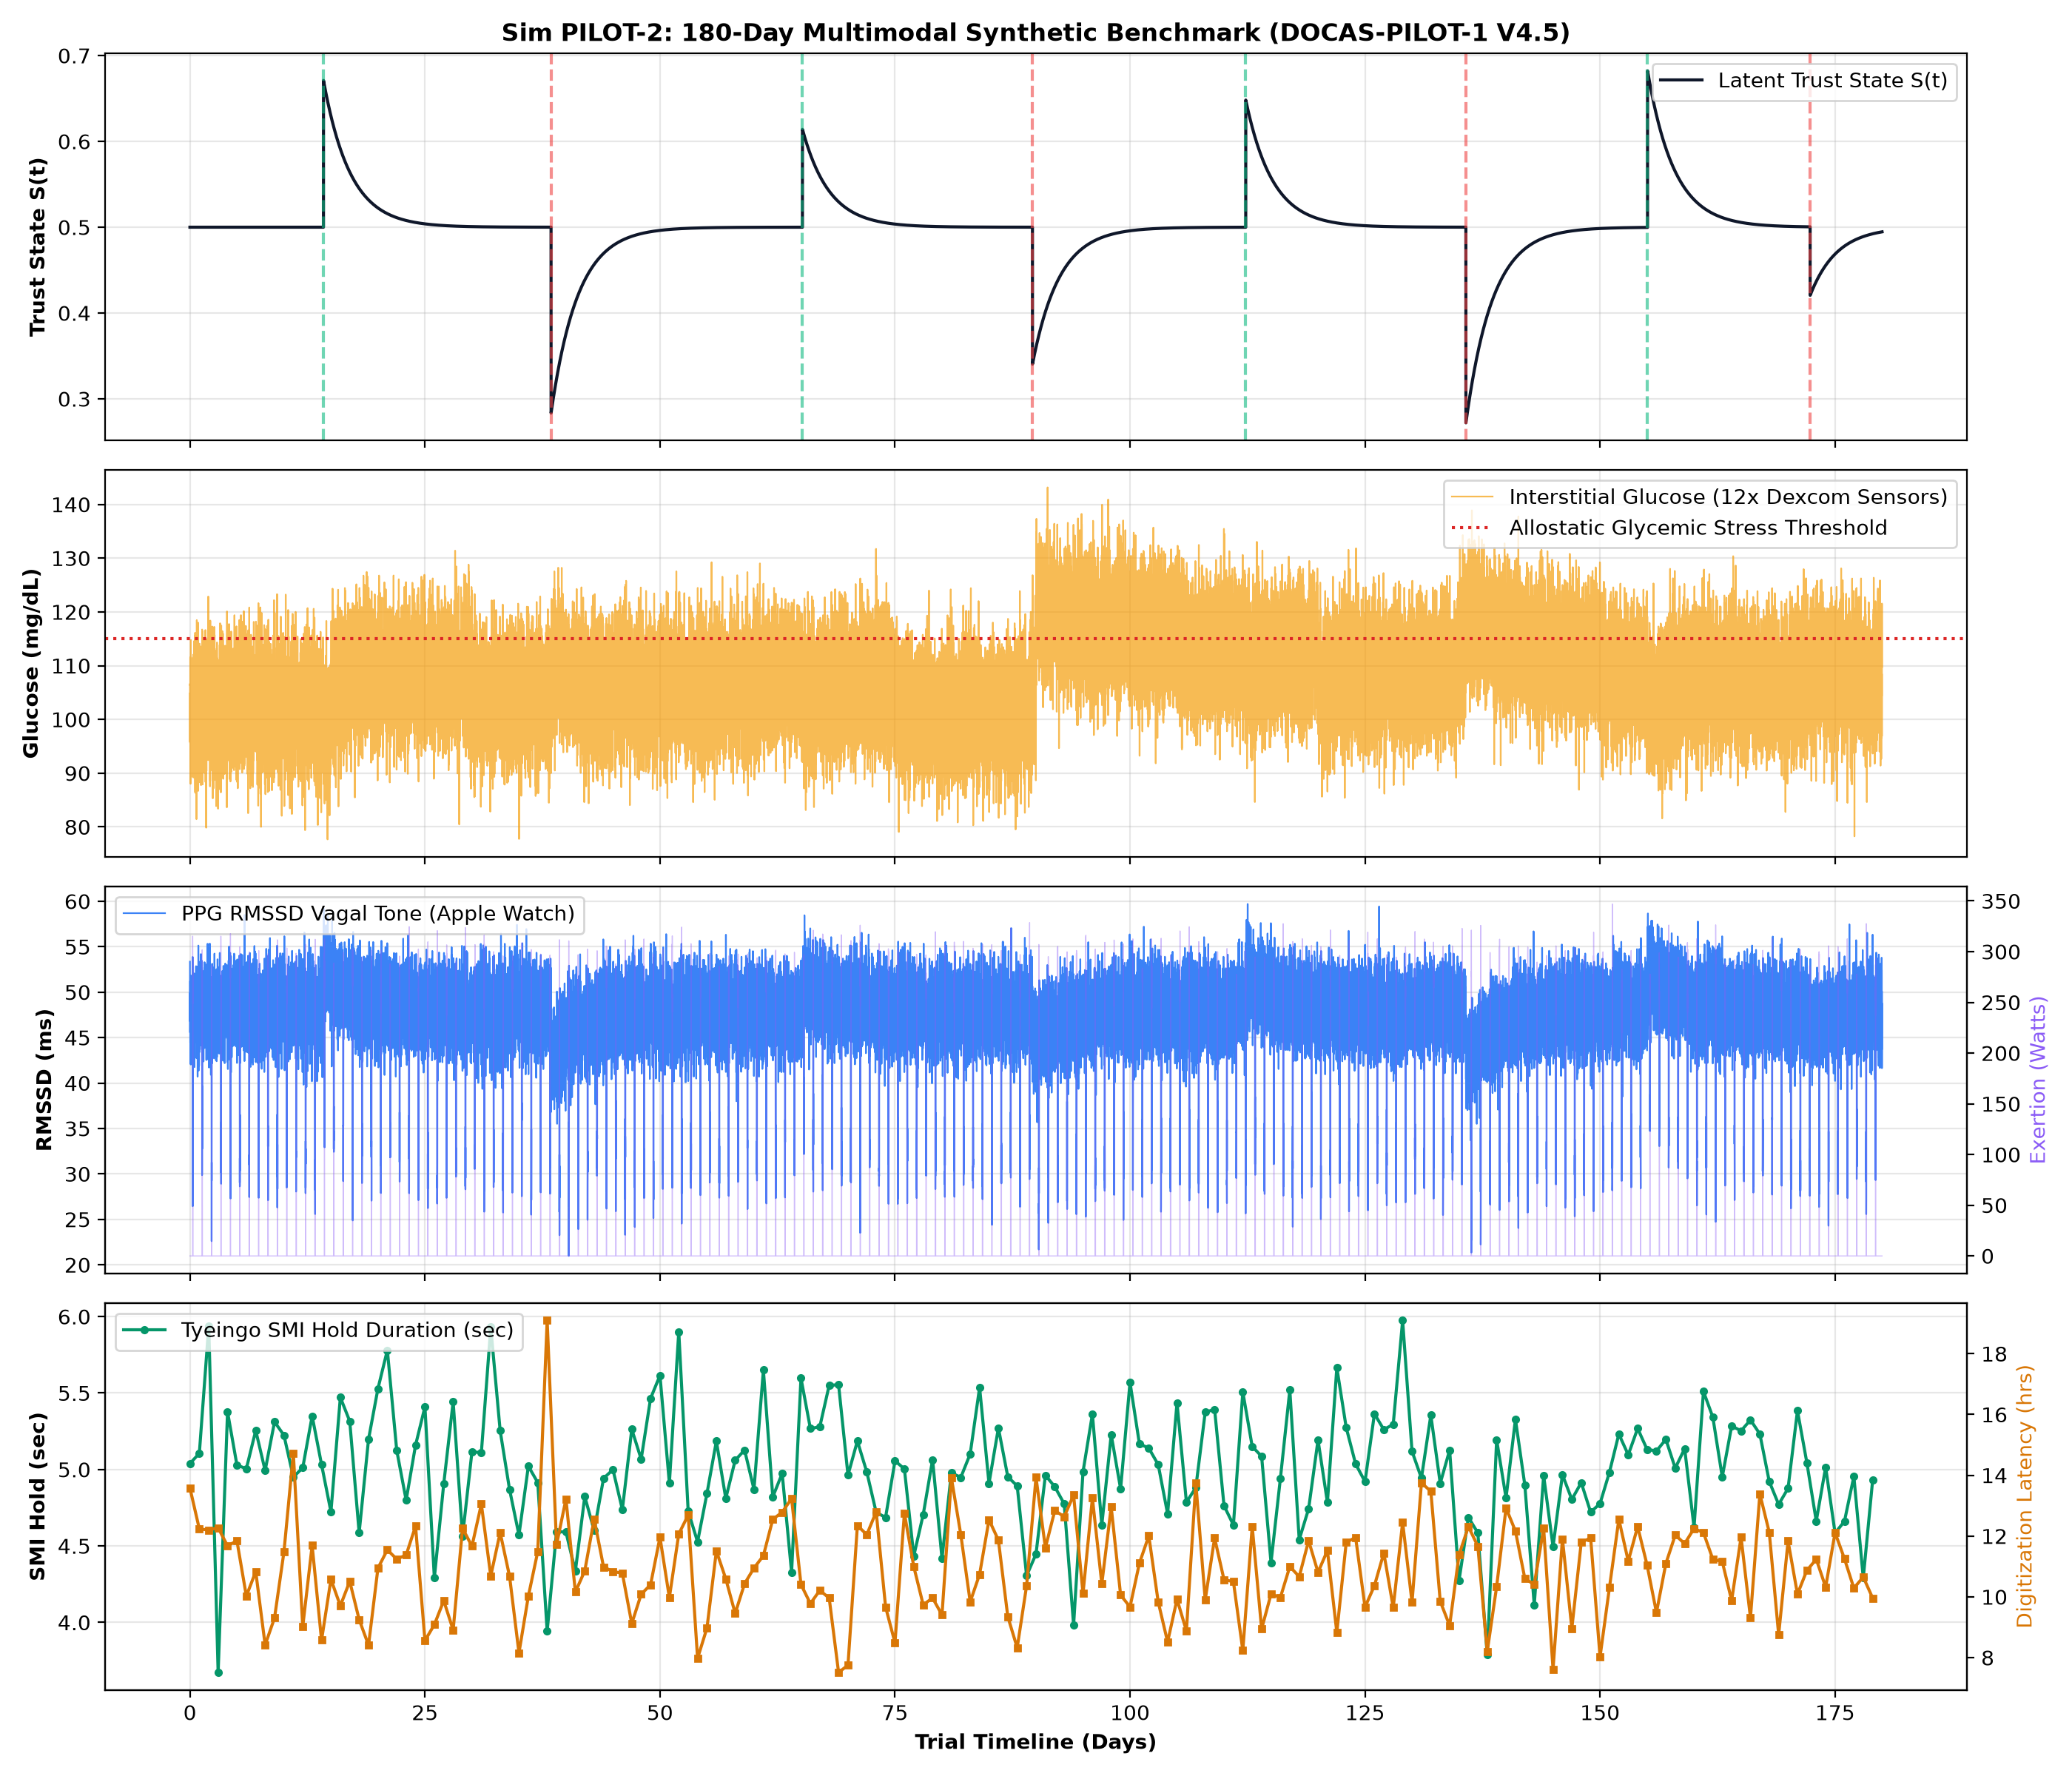 Sim PILOT-2: 180-Day Multimodal Synthetic Benchmark (DOCAS-PILOT-1 V4.5)
Trust State S(t)
0.7
0.6
0.5
0.4
0.3
Latent Trust State S(t)
Glucose (mg/dL)
140
130
120
110
100
90
80
Interstitial Glucose (12x Dexcom Sensors)
Allostatic Glycemic Stress Threshold
RMSSD (ms)
60
55
50
45
40
35
30
25
20
PPG RMSSD Vagal Tone (Apple Watch)
350
300
250
200
150
100
50
0
Exertion (Watts)
SMI Hold (sec)
6.0
5.5
5.0
4.5
4.0
Tyeingo SMI Hold Duration (sec)
18
16
14
12
10
8
Digitization Latency (hrs)
0 25 50 75 100 125 150 175
Trial Timeline (Days)